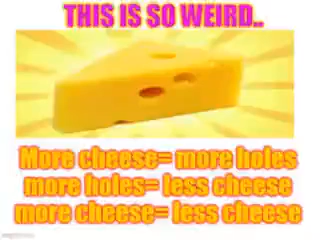 THIS IS SO WEIRD..
More cheese= more holes
more holes= less cheese
more cheese= less cheese